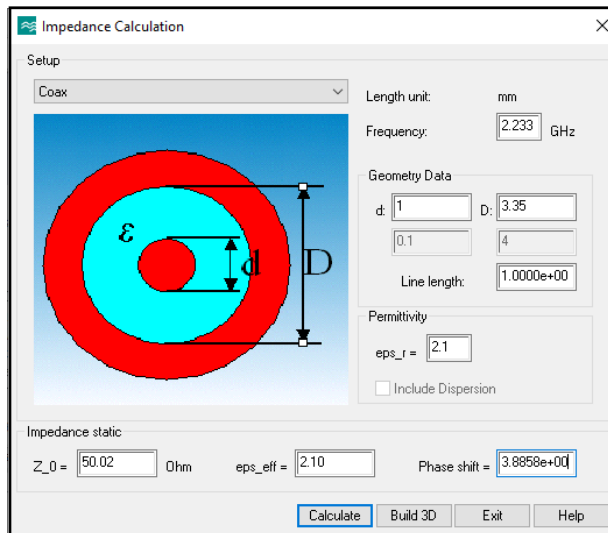 Impedance Calculation
Setup
Coax
Length unit: mm
Frequency: 2.233 GHz
ε
d
D
Geometry Data
d: 1 D: 3.35
0.1 4
Line length: 1.0000e+00
Permittivity
eps_r = 2.1
Include Dispersion
Impedance static
Z_0 = 50.02 Ohm eps_eff = 2.10 Phase shift = 3.8858e+00
Calculate Build 3D Exit Help